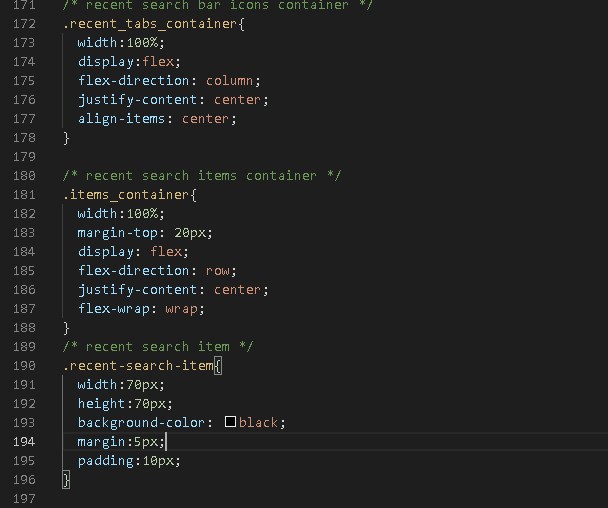 171 /* recent search bar icons container */
172 .recent_tabs_container{
173 width:100%;
174 display:flex;
175 flex-direction: column;
176 justify-content: center;
177 align-items: center;
178 }
179
180 /* recent search items container */
181 .items_container{
182 width:100%;
183 margin-top: 20px;
184 display: flex;
185 flex-direction: row;
186 justify-content: center;
187 flex-wrap: wrap;
188 }
189 /* recent search item */
190 .recent-search-item{
191 width:70px;
192 height:70px;
193 background-color: black;
194 margin:5px;
195 padding:10px;
196 }
197